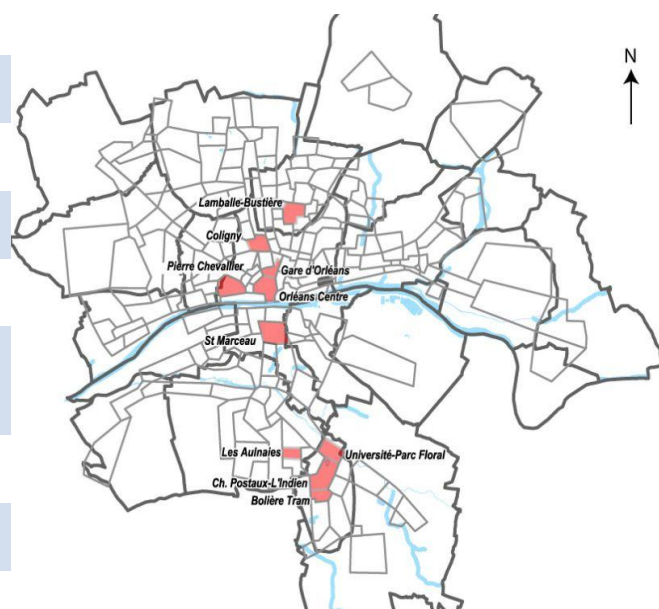 N
Lamballe-Bustière
Coligny
Pierre Chevallier
Gare d'Orléans
Orléans Centre
St Marceau
Les Aulnaies
Université-Parc Floral
Ch. Postaux-L'Indien
Bolière Tram